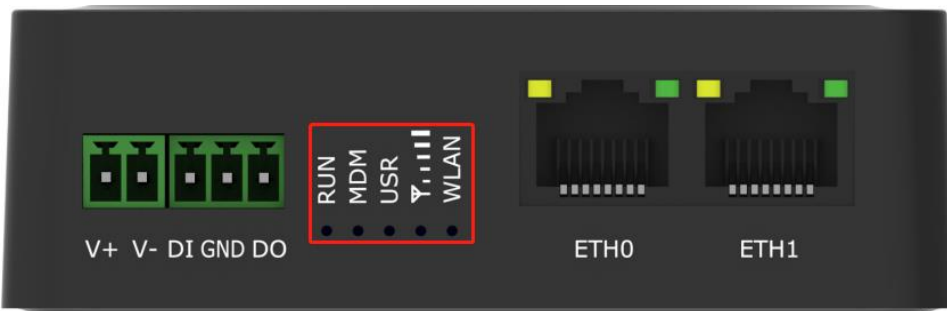 RUN
MDM
USR
WLAN
V+ V- DI GND DO
ETH0
ETH1